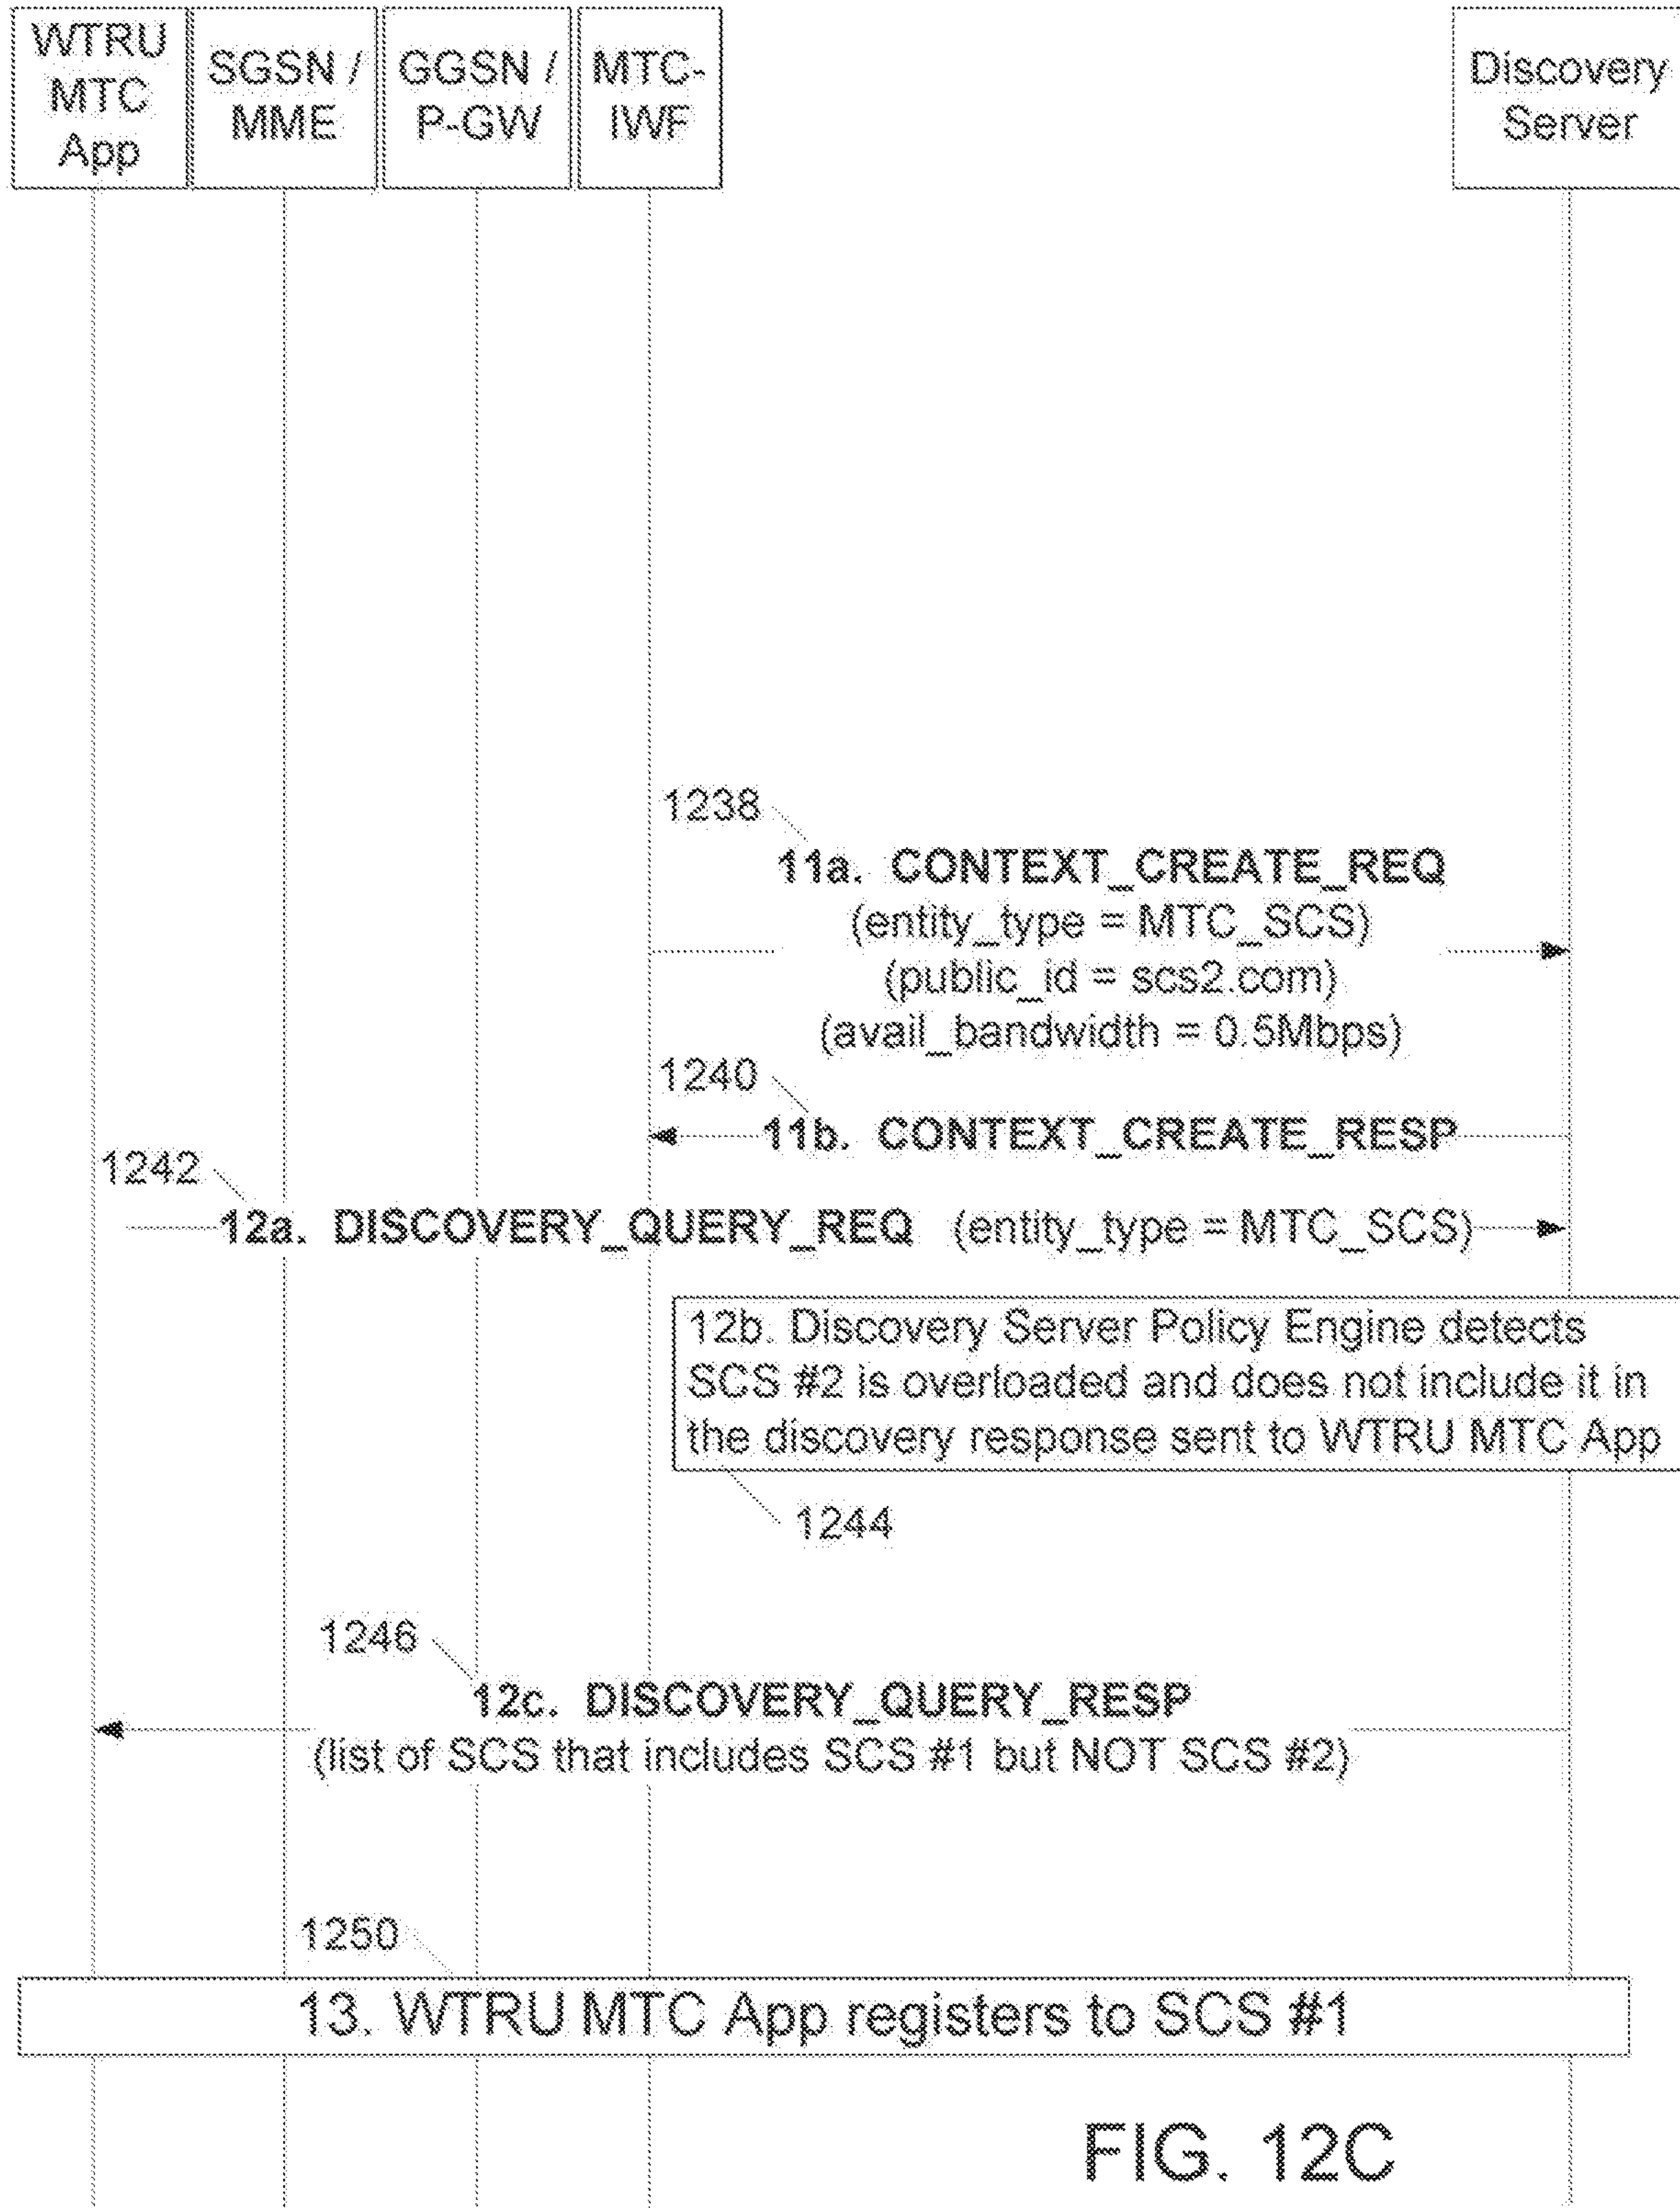 WTRU
MTC
App
SGSN /
MME
GGSN /
P-GW
MTC-
IWF
Discovery
Server
1238
11a. CONTEXT_CREATE_REQ
(entity_type = MTC_SCS)
(public_id = scs2.com)
(avail_bandwidth = 0.5Mbps)
1240
11b. CONTEXT_CREATE_RESP
1242
12a. DISCOVERY_QUERY_REQ (entity_type = MTC_SCS)
12b. Discovery Server Policy Engine detects
SCS #2 is overloaded and does not include it in
the discovery response sent to WTRU MTC App
1244
1246
12c. DISCOVERY_QUERY_RESP
(list of SCS that includes SCS #1 but NOT SCS #2)
1250
13. WTRU MTC App registers to SCS #1
FIG. 12C